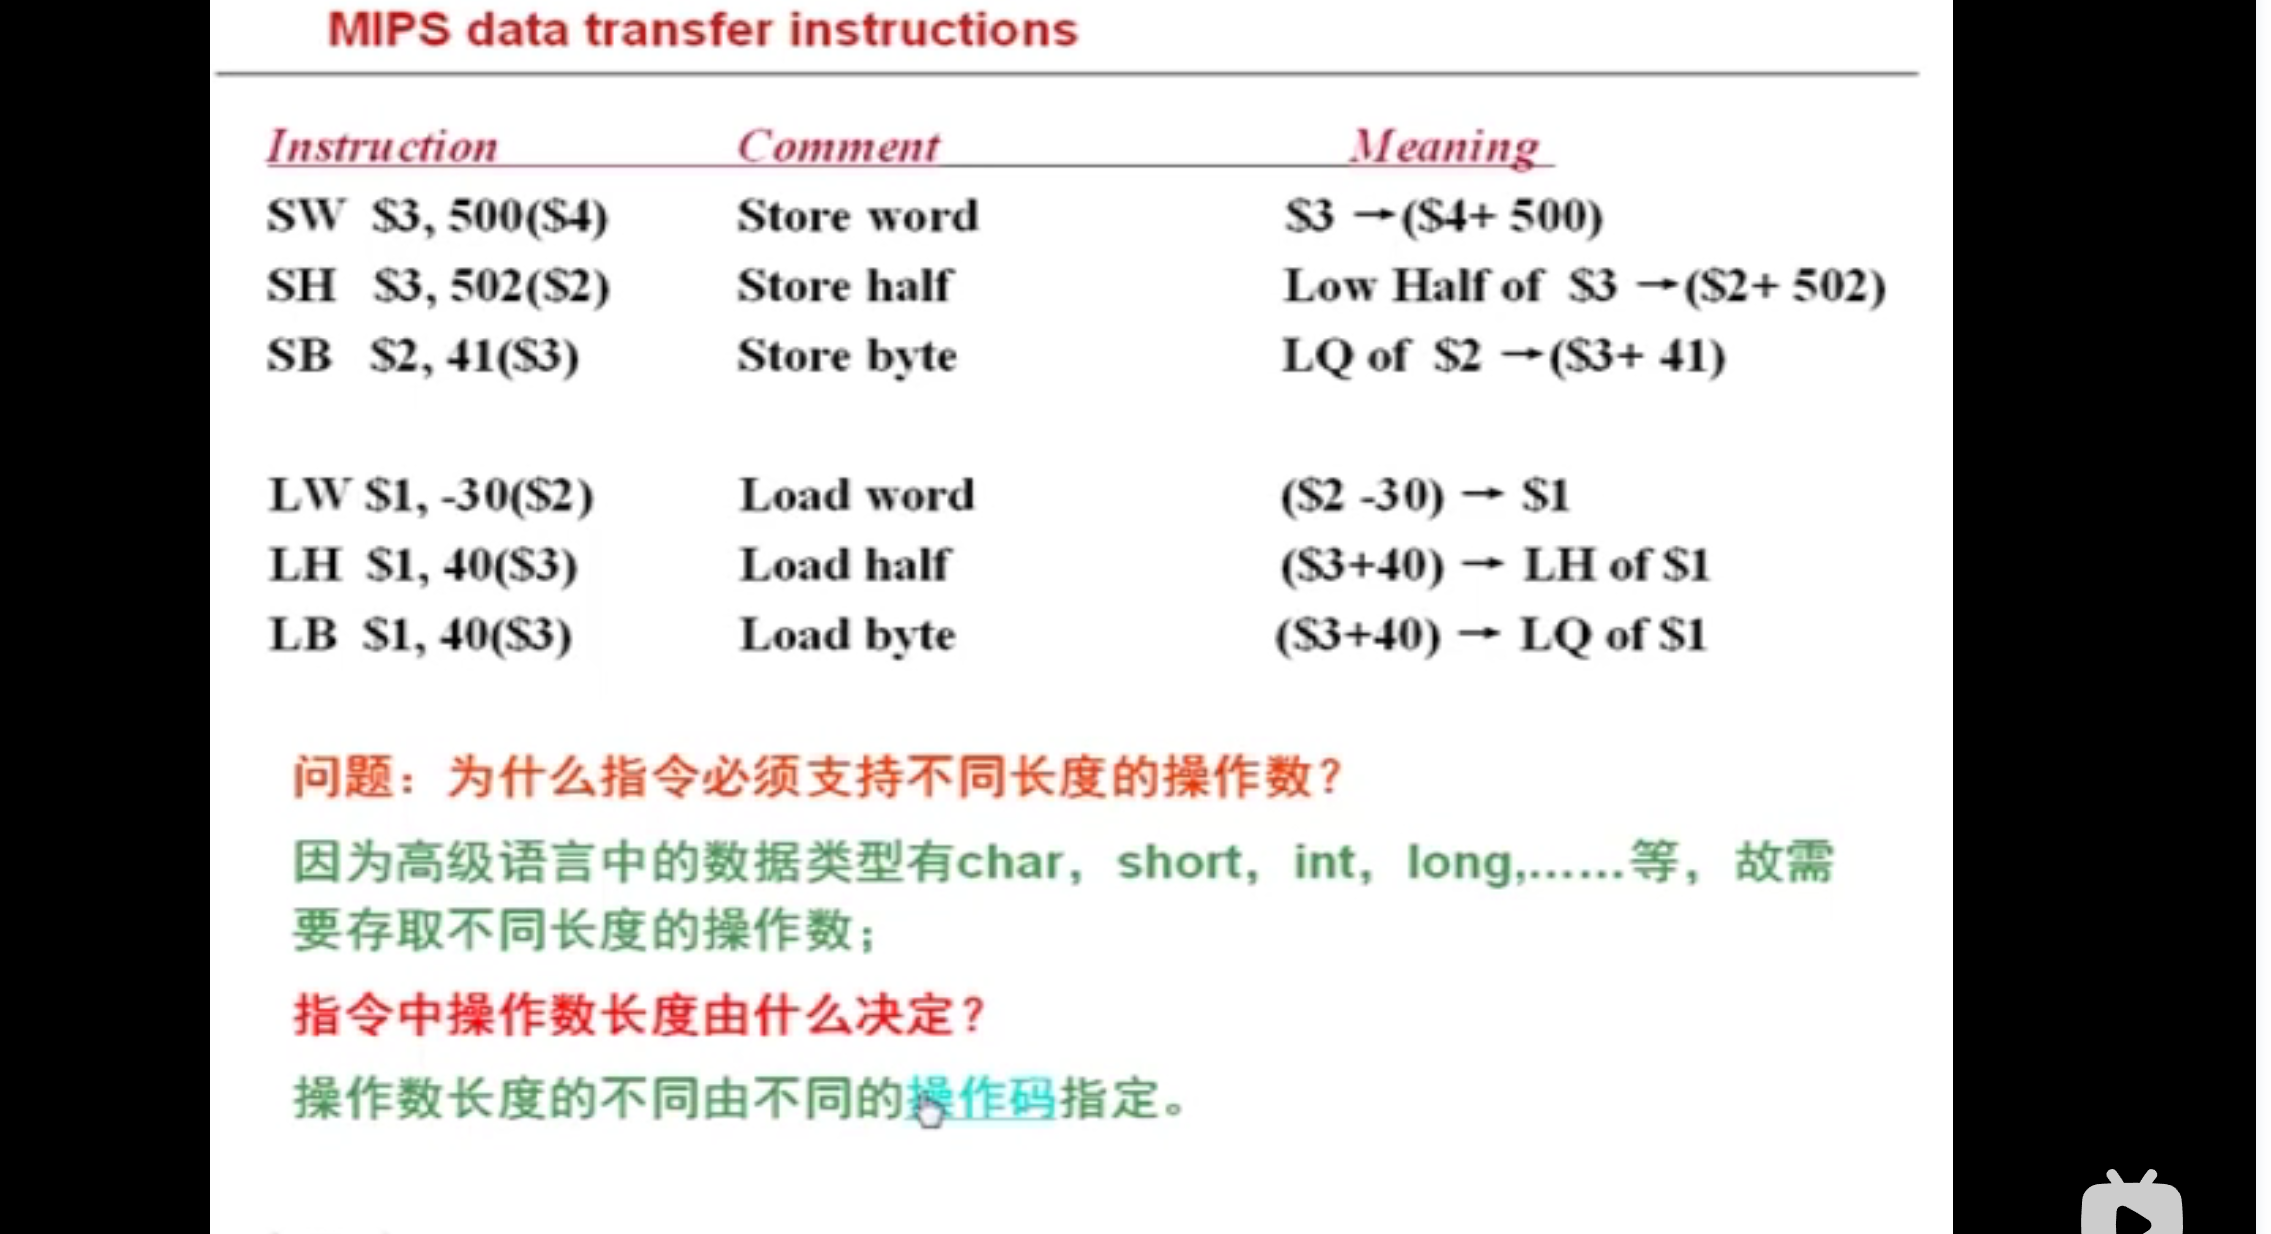 MIPS data transfer instructions
Instruction Comment Meaning
SW $3, 500($4) Store word $3 →($4+ 500)
SH $3, 502($2) Store half Low Half of $3 →($2+ 502)
SB $2, 41($3) Store byte LQ of $2 →($3+ 41)
LW $1, -30($2) Load word ($2 -30) → $1
LH $1, 40($3) Load half ($3+40) → LH of $1
LB $1, 40($3) Load byte ($3+40) → LQ of $1
问题：为什么指令必须支持不同长度的操作数？
因为高级语言中的数据类型有char，short，int，long,……等，故需
要存取不同长度的操作数；
指令中操作数长度由什么决定？
操作数长度的不同由不同的操作码指定。